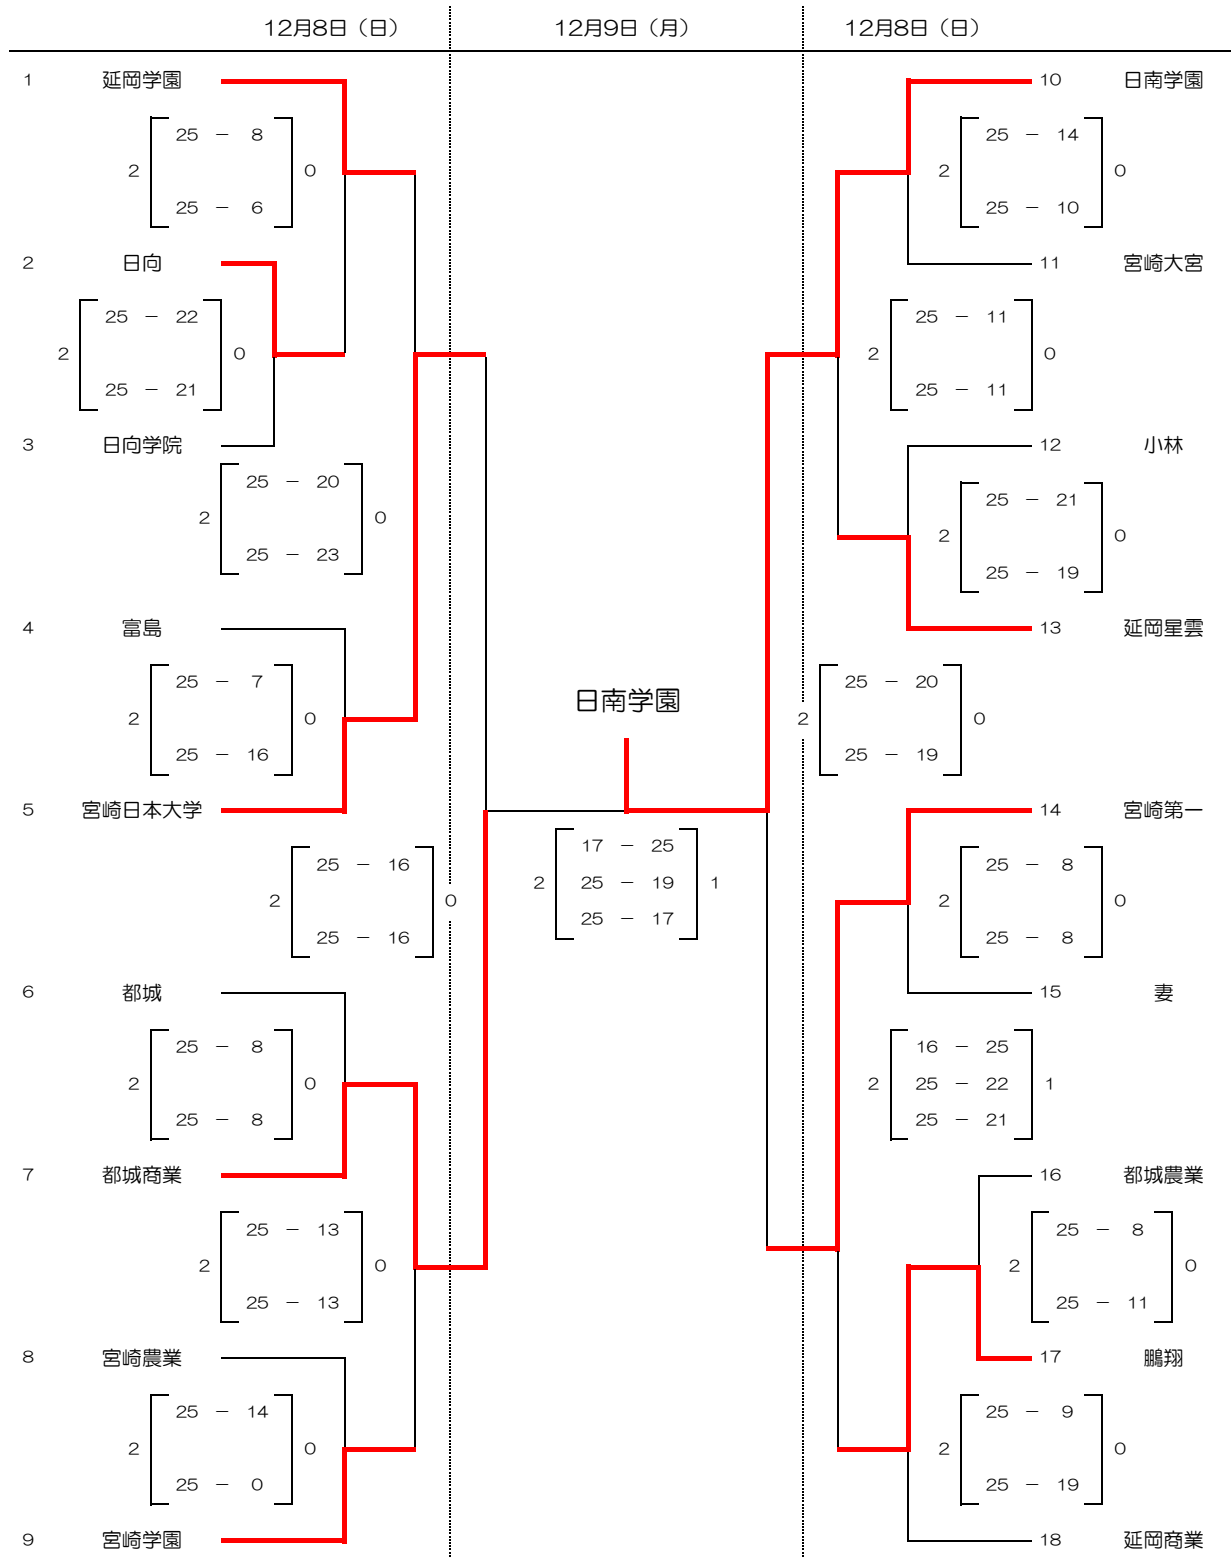 12月8日（日） 12月9日（月） 12月8日（日）
1 延岡学園 10 日南学園
25 － 8 25 － 14
2 0 2 0
25 － 6 25 － 10
2 日向 11 宮崎大宮
25 － 22 25 － 11
2 0 2 0
25 － 21 25 － 11
3 日向学院 12 小林
25 － 20 25 － 21
2 0 2 0
25 － 23 25 － 19
4 富島 13 延岡星雲
25 － 7 25 － 20
日南学園
2 0 2 0
25 － 16 25 － 19
5 宮崎日本大学 14 宮崎第一
17 － 25
25 － 16 25 － 8
2 25 － 19 1
2 0 2 0
25 － 17
25 － 16 25 － 8
6 都城 15 妻
25 － 8 16 － 25
2 0 2 25 － 22 1
25 － 8 25 － 21
7 都城商業 16 都城農業
25 － 13 25 － 8
2 0 2 0
25 － 13 25 － 11
8 宮崎農業 17 鵬翔
25 － 14 25 － 9
2 0 2 0
25 － 0 25 － 19
9 宮崎学園 18 延岡商業